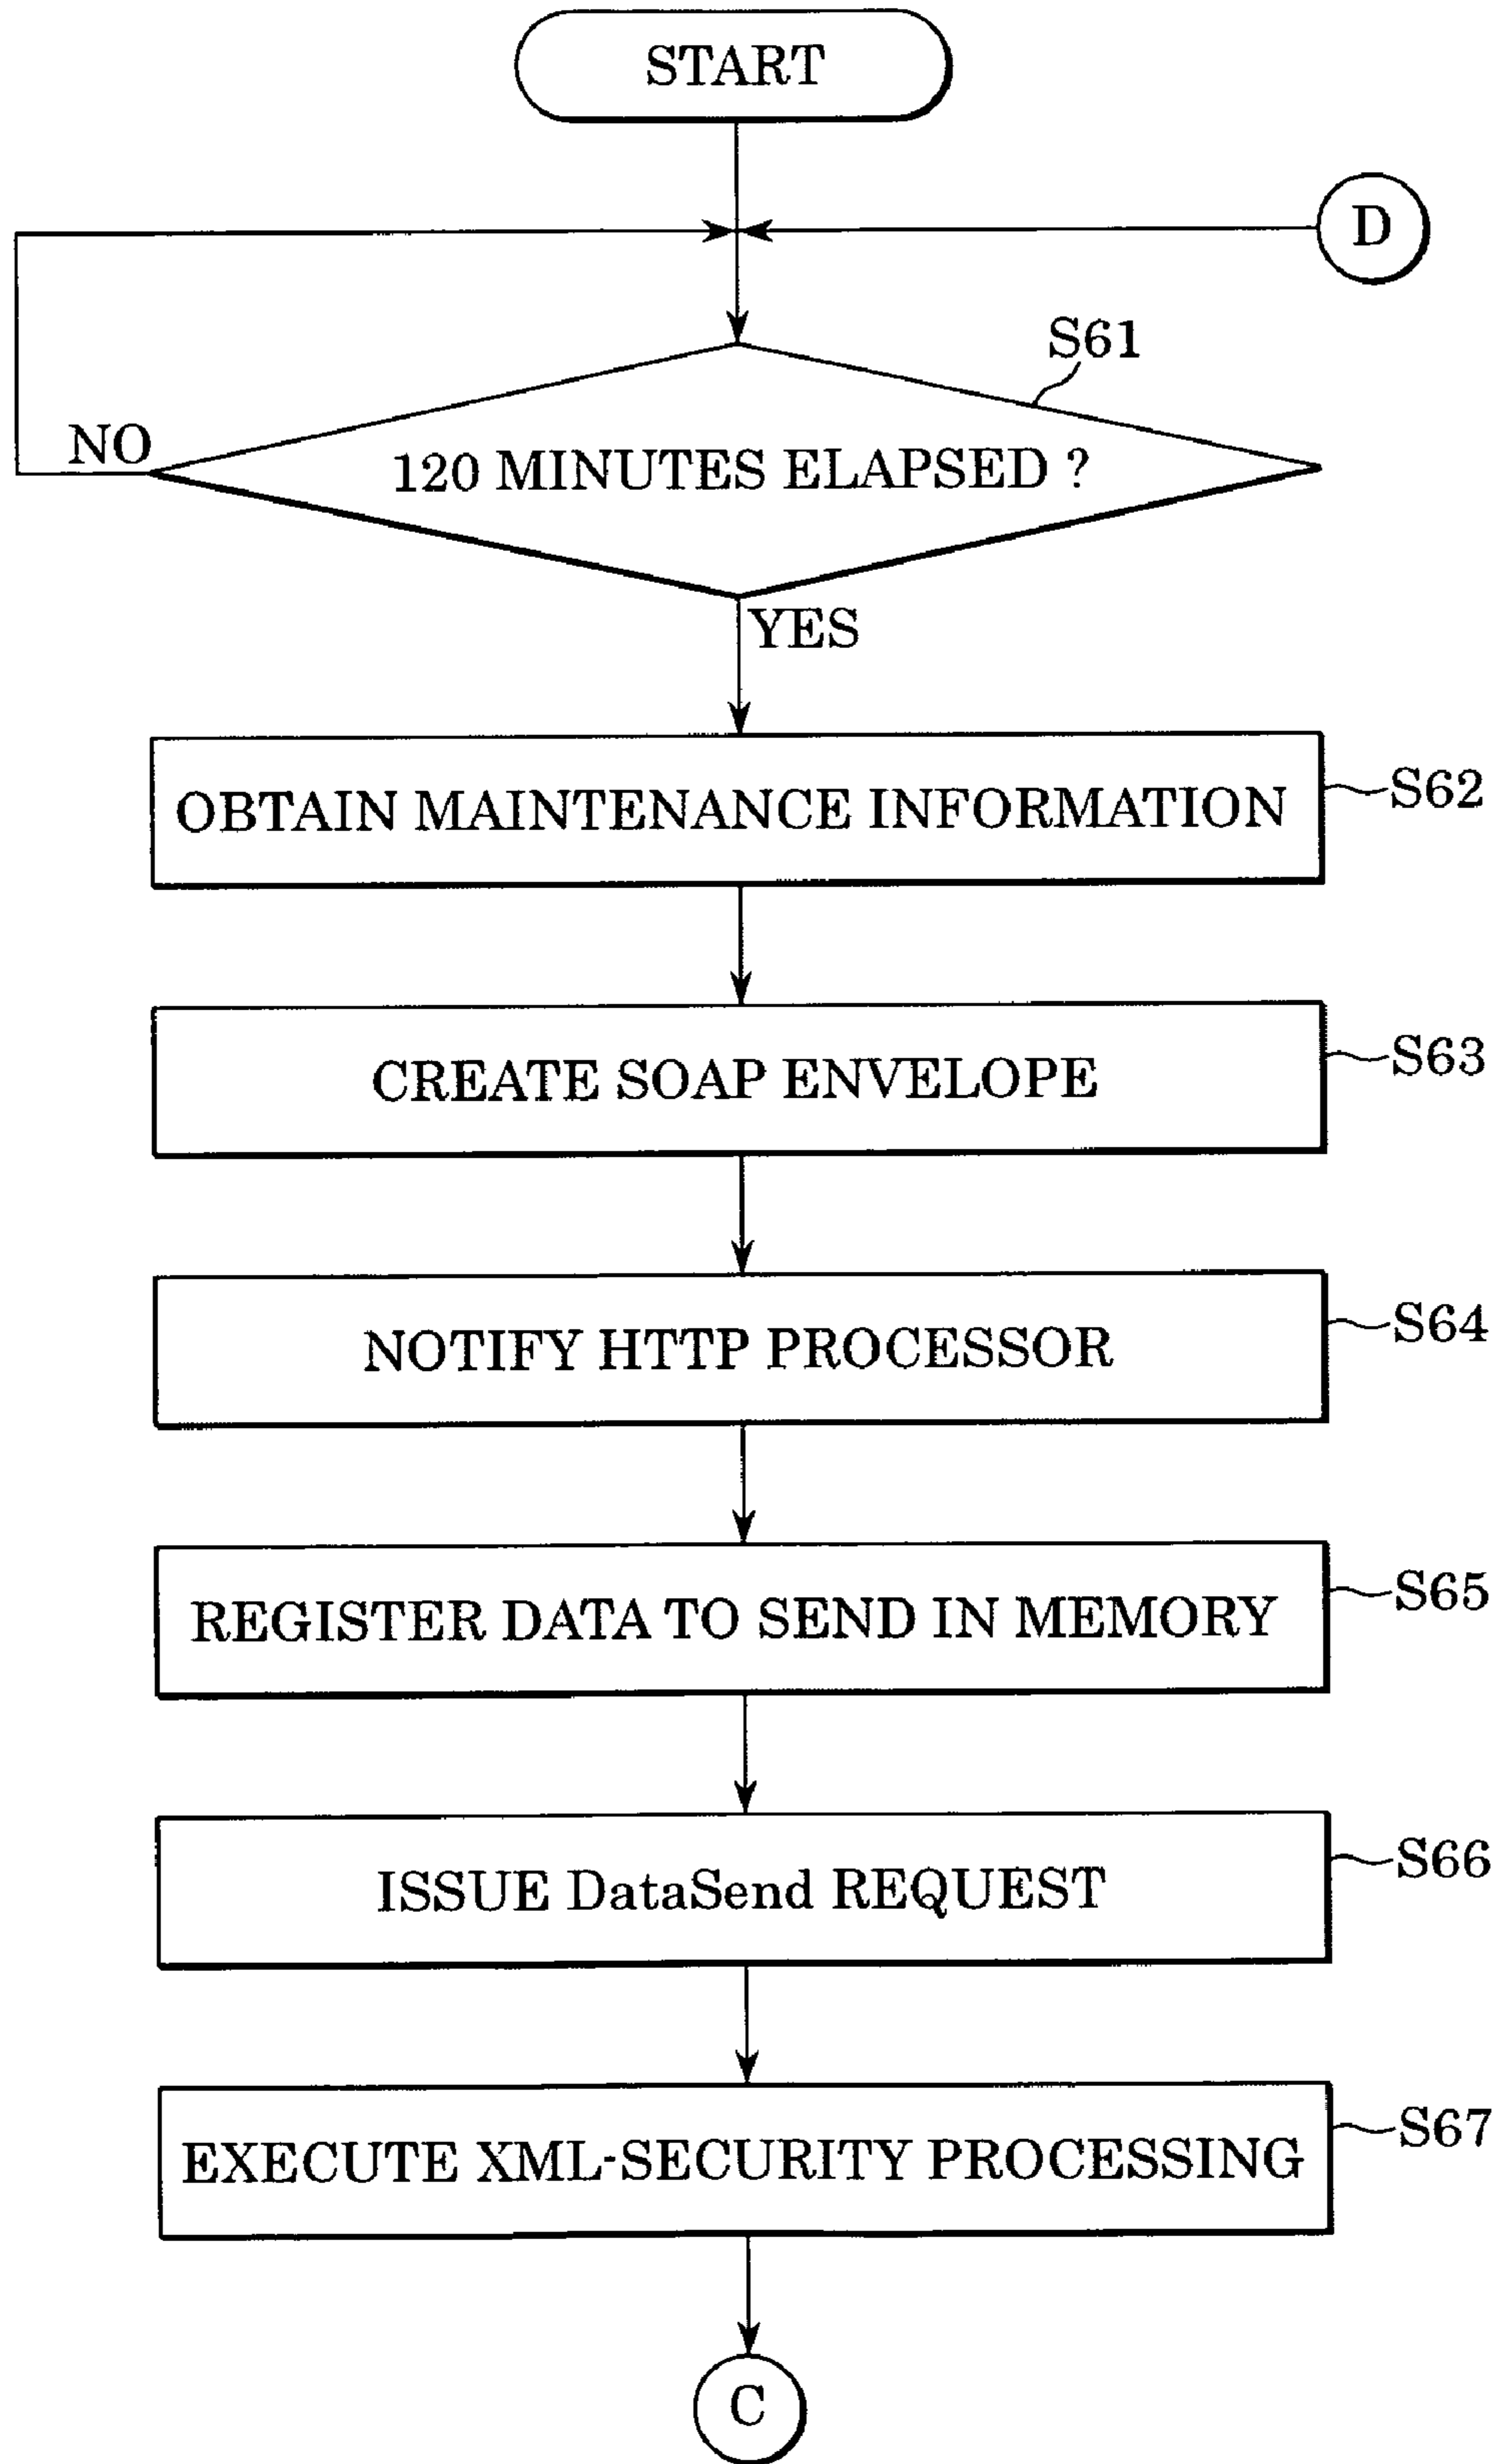 START
D
S61
NO
120 MINUTES ELAPSED ?
YES
OBTAIN MAINTENANCE INFORMATION
S62
CREATE SOAP ENVELOPE
S63
NOTIFY HTTP PROCESSOR
S64
REGISTER DATA TO SEND IN MEMORY
S65
ISSUE DataSend REQUEST
S66
EXECUTE XML-SECURITY PROCESSING
S67
C